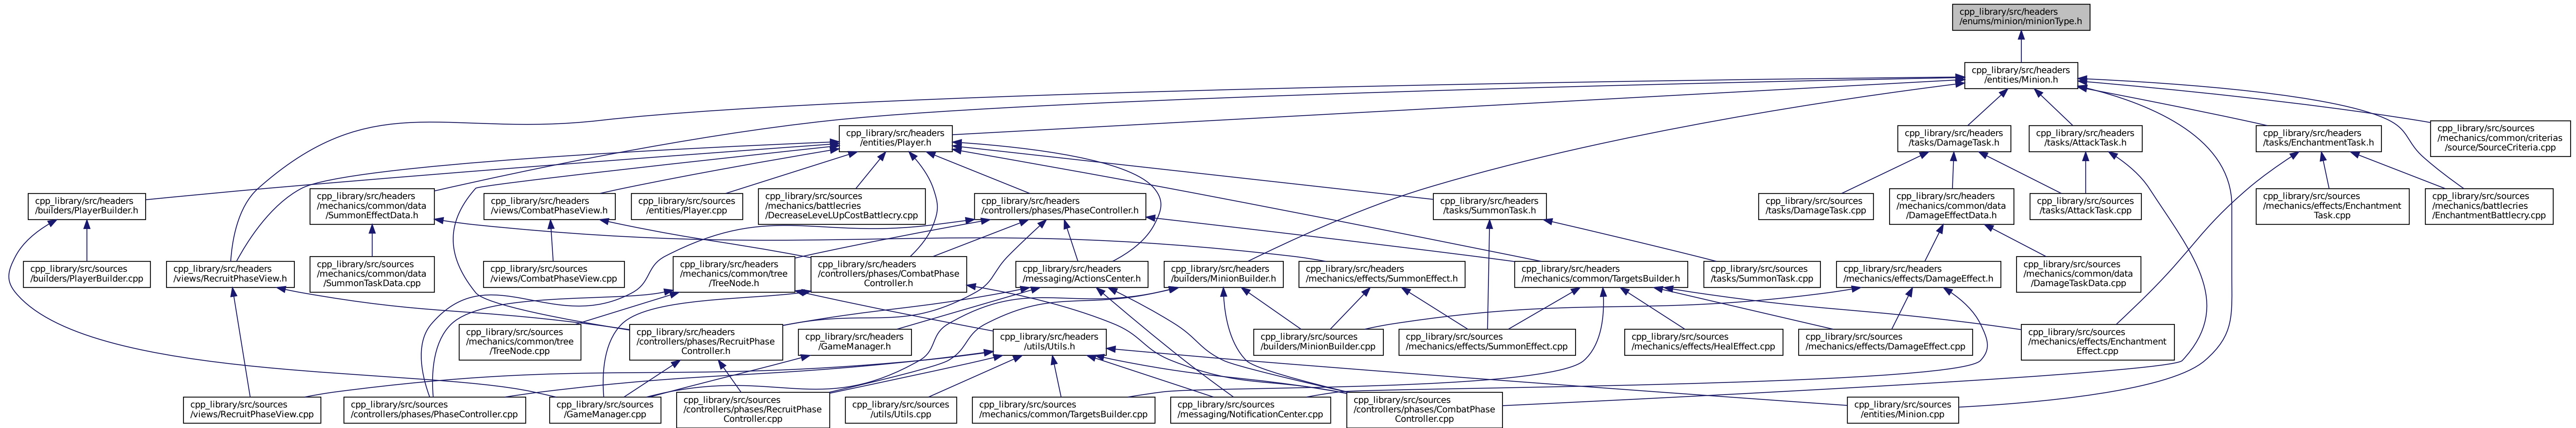 cpp_library/src/headers
/enums/minion/minionType.h
cpp_library/src/headers
/entities/Minion.h
cpp_library/src/headers
/entities/Player.h
cpp_library/src/headers
/tasks/DamageTask.h
cpp_library/src/headers
/tasks/AttackTask.h
cpp_library/src/headers
/tasks/EnchantmentTask.h
cpp_library/src/sources
/mechanics/common/criterias
/source/SourceCriteria.cpp
cpp_library/src/headers
/builders/PlayerBuilder.h
cpp_library/src/headers
/mechanics/common/data
/SummonEffectData.h
cpp_library/src/headers
/views/CombatPhaseView.h
cpp_library/src/sources
/entities/Player.cpp
cpp_library/src/sources
/mechanics/battlecries
/DecreaseLeveLUpCostBattlecry.cpp
cpp_library/src/headers
/controllers/phases/PhaseController.h
cpp_library/src/headers
/tasks/SummonTask.h
cpp_library/src/sources
/tasks/DamageTask.cpp
cpp_library/src/headers
/mechanics/common/data
/DamageEffectData.h
cpp_library/src/sources
/tasks/AttackTask.cpp
cpp_library/src/sources
/mechanics/effects/Enchantment
Task.cpp
cpp_library/src/sources
/mechanics/battlecries
/EnchantmentBattlecry.cpp
cpp_library/src/sources
/builders/PlayerBuilder.cpp
cpp_library/src/headers
/views/RecruitPhaseView.h
cpp_library/src/sources
/mechanics/common/data
/SummonTaskData.cpp
cpp_library/src/sources
/views/CombatPhaseView.cpp
cpp_library/src/headers
/mechanics/common/tree
/TreeNode.h
cpp_library/src/headers
/controllers/phases/CombatPhase
Controller.h
cpp_library/src/headers
/messaging/ActionsCenter.h
cpp_library/src/headers
/builders/MinionBuilder.h
cpp_library/src/headers
/mechanics/effects/SummonEffect.h
cpp_library/src/headers
/mechanics/common/TargetsBuilder.h
cpp_library/src/sources
/tasks/SummonTask.cpp
cpp_library/src/headers
/mechanics/effects/DamageEffect.h
cpp_library/src/sources
/mechanics/common/data
/DamageTaskData.cpp
cpp_library/src/sources
/mechanics/common/tree
/TreeNode.cpp
cpp_library/src/headers
/controllers/phases/RecruitPhase
Controller.h
cpp_library/src/headers
/GameManager.h
cpp_library/src/headers
/utils/Utils.h
cpp_library/src/sources
/builders/MinionBuilder.cpp
cpp_library/src/sources
/mechanics/effects/SummonEffect.cpp
cpp_library/src/sources
/mechanics/effects/HealEffect.cpp
cpp_library/src/sources
/mechanics/effects/DamageEffect.cpp
cpp_library/src/sources
/mechanics/effects/Enchantment
Effect.cpp
cpp_library/src/sources
/views/RecruitPhaseView.cpp
cpp_library/src/sources
/controllers/phases/PhaseController.cpp
cpp_library/src/sources
/GameManager.cpp
cpp_library/src/sources
/controllers/phases/RecruitPhase
Controller.cpp
cpp_library/src/sources
/utils/Utils.cpp
cpp_library/src/sources
/mechanics/common/TargetsBuilder.cpp
cpp_library/src/sources
/messaging/NotificationCenter.cpp
cpp_library/src/sources
/controllers/phases/CombatPhase
Controller.cpp
cpp_library/src/sources
/entities/Minion.cpp